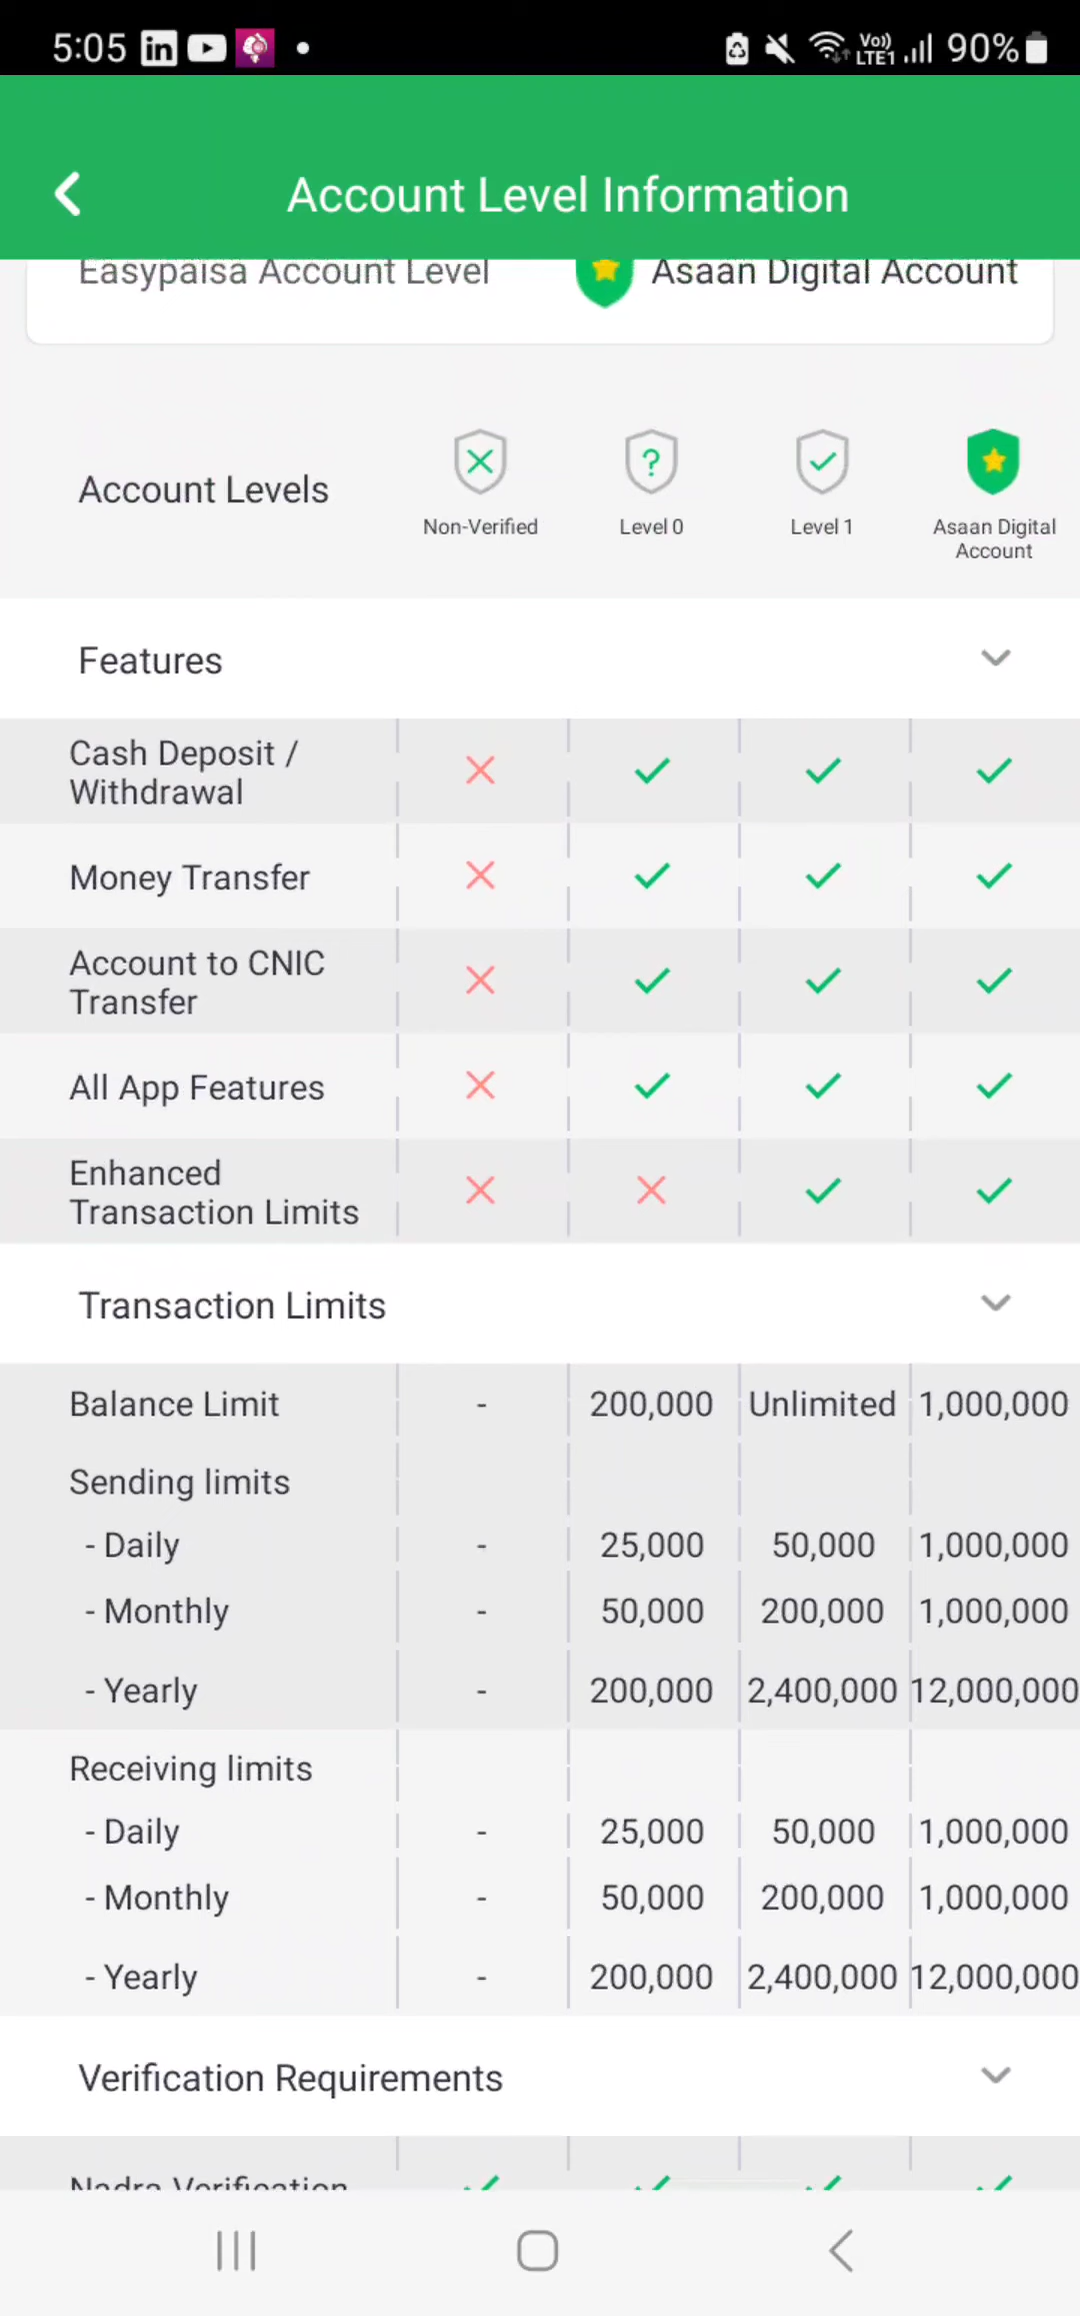 5:05 in Vo)) LTE1 90%
Account Level Information
Easypaisa Account Level Asaan Digital Account
Account Levels Non-Verified Level 0 Level 1 Asaan Digital
Account
Features
Cash Deposit /
Withdrawal
Money Transfer
Account to CNIC
Transfer
All App Features
Enhanced
Transaction Limits
Transaction Limits
Balance Limit - 200,000 Unlimited 1,000,000
Sending limits
- Daily - 25,000 50,000 1,000,000
- Monthly - 50,000 200,000 1,000,000
- Yearly - 200,000 2,400,000 12,000,000
Receiving limits
- Daily - 25,000 50,000 1,000,000
- Monthly - 50,000 200,000 1,000,000
- Yearly - 200,000 2,400,000 12,000,000
Verification Requirements
Nadra Verification